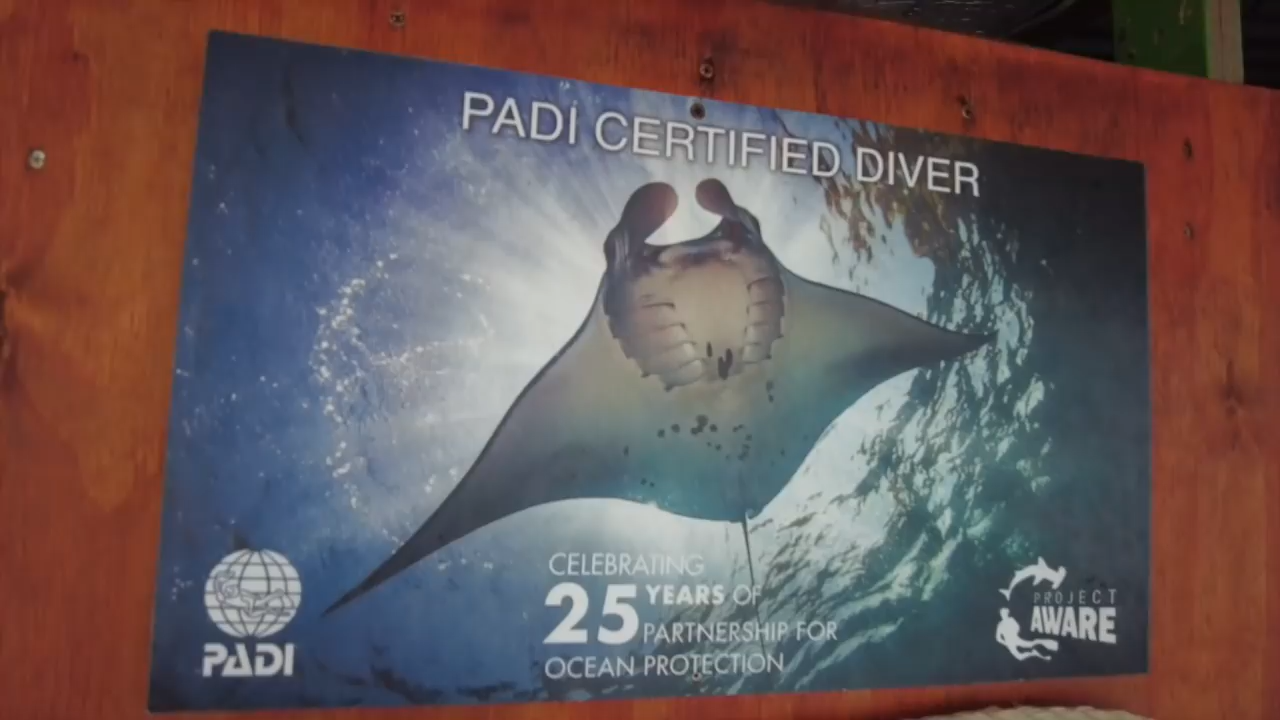 PADI CERTIFIED DIVER
CELEBRATING
25 YEARS OF
PARTNERSHIP FOR
OCEAN PROTECTION
PADI
PROJECT
AWARE